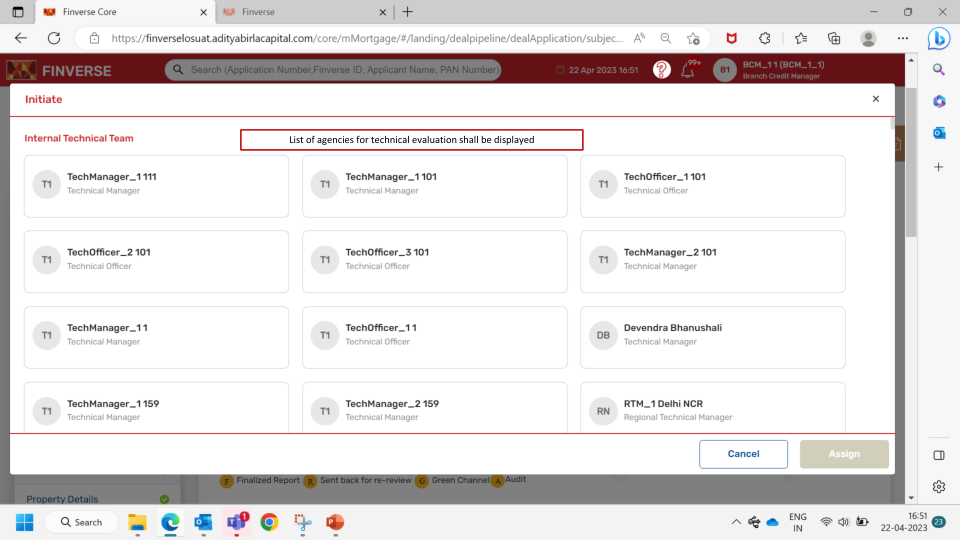 Finverse Core
Finverse
https://finverselosuat.adityabirlacapital.com/core/mMortgage/#/landing/dealpipeline/dealApplication/subjec...
FINVERSE
Search (Application Number,Finverse ID, Applicant Name, PAN Number)
22 Apr 2023 16:51
99+
B1
BCM_1 1 (BCM_1_1)
Branch Credit Manager
Initiate
Internal Technical Team
List of agencies for technical evaluation shall be displayed
T1
TechManager_1 111
Technical Manager
T1
TechManager_1 101
Technical Manager
T1
TechOfficer_1 101
Technical Officer
T1
TechOfficer_2 101
Technical Officer
T1
TechOfficer_3 101
Technical Officer
T1
TechManager_2 101
Technical Manager
T1
TechManager_1 1
Technical Manager
T1
TechOfficer_1 1
Technical Officer
DB
Devendra Bhanushali
Technical Manager
T1
TechManager_1 159
Technical Manager
T1
TechManager_2 159
Technical Manager
RN
RTM_1 Delhi NCR
Regional Technical Manager
Cancel
Assign
F Finalized Report R Sent back for re-review G Green Channel A Audit
Property Details
Search
1
ENG
IN
16:51
22-04-2023
23